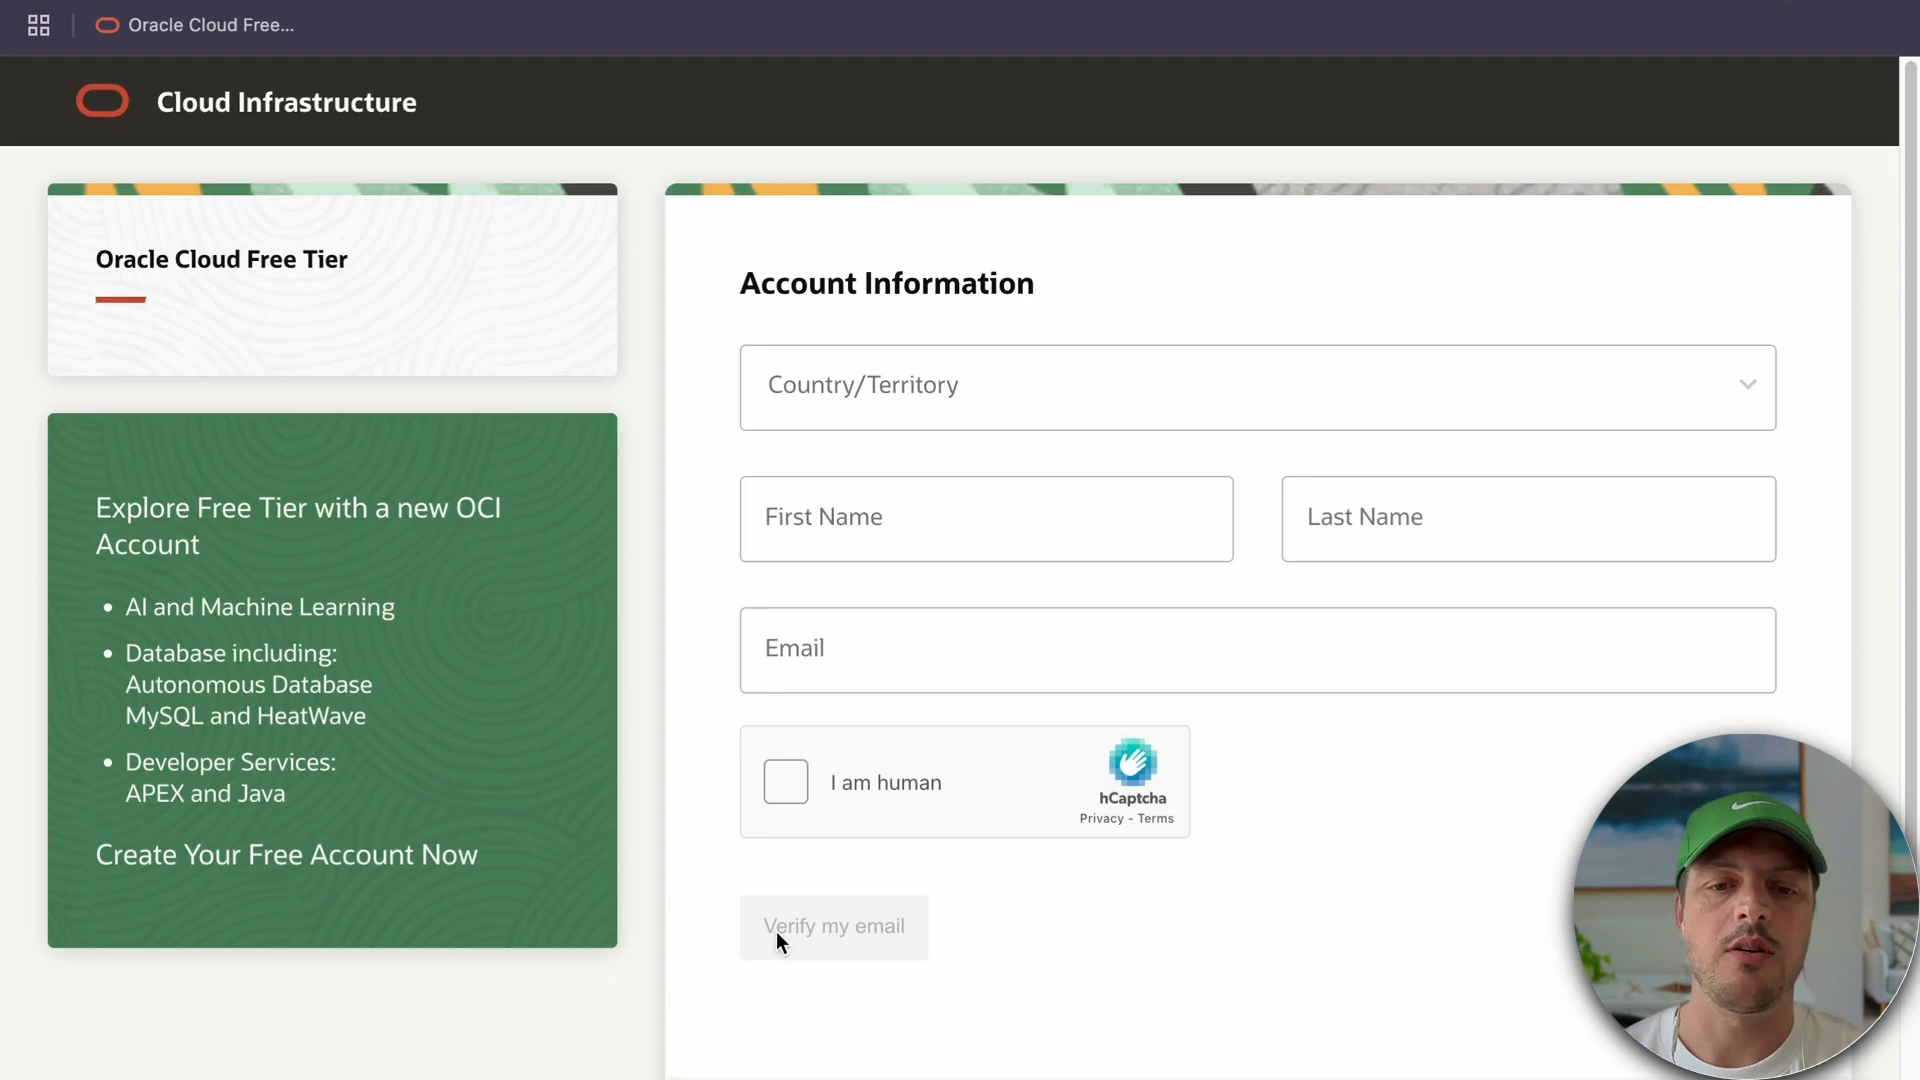 Oracle Cloud Free...
Cloud Infrastructure
Oracle Cloud Free Tier
Explore Free Tier with a new OCI
Account
• AI and Machine Learning
• Database including:
Autonomous Database
MySQL and HeatWave
• Developer Services:
APEX and Java
Create Your Free Account Now
Account Information
Country/Territory
First Name
Last Name
Email
I am human
hCaptcha
Privacy - Terms
Verify my email